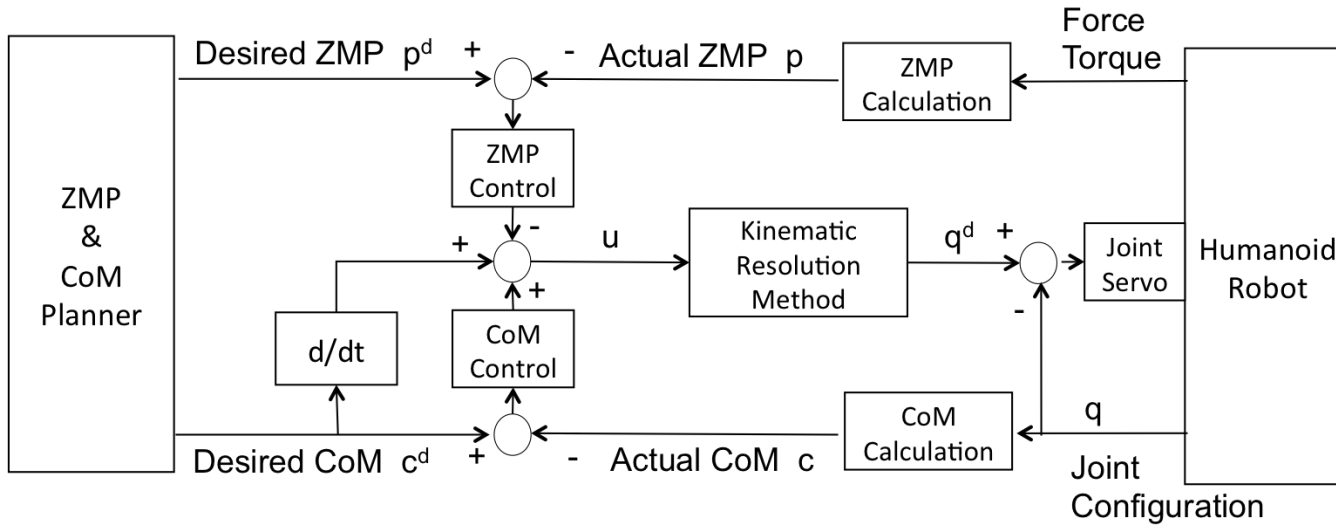 Desired ZMP p^d
+
-
Actual ZMP p
ZMP
Calculation
Force
Torque
ZMP
Control
ZMP
&
CoM
Planner
+
-
u
Kinematic
Resolution
Method
q^d
+
-
Joint
Servo
Humanoid
Robot
+
d/dt
CoM
Control
CoM
Calculation
q
Desired CoM c^d
+
-
Actual CoM c
Joint
Configuration